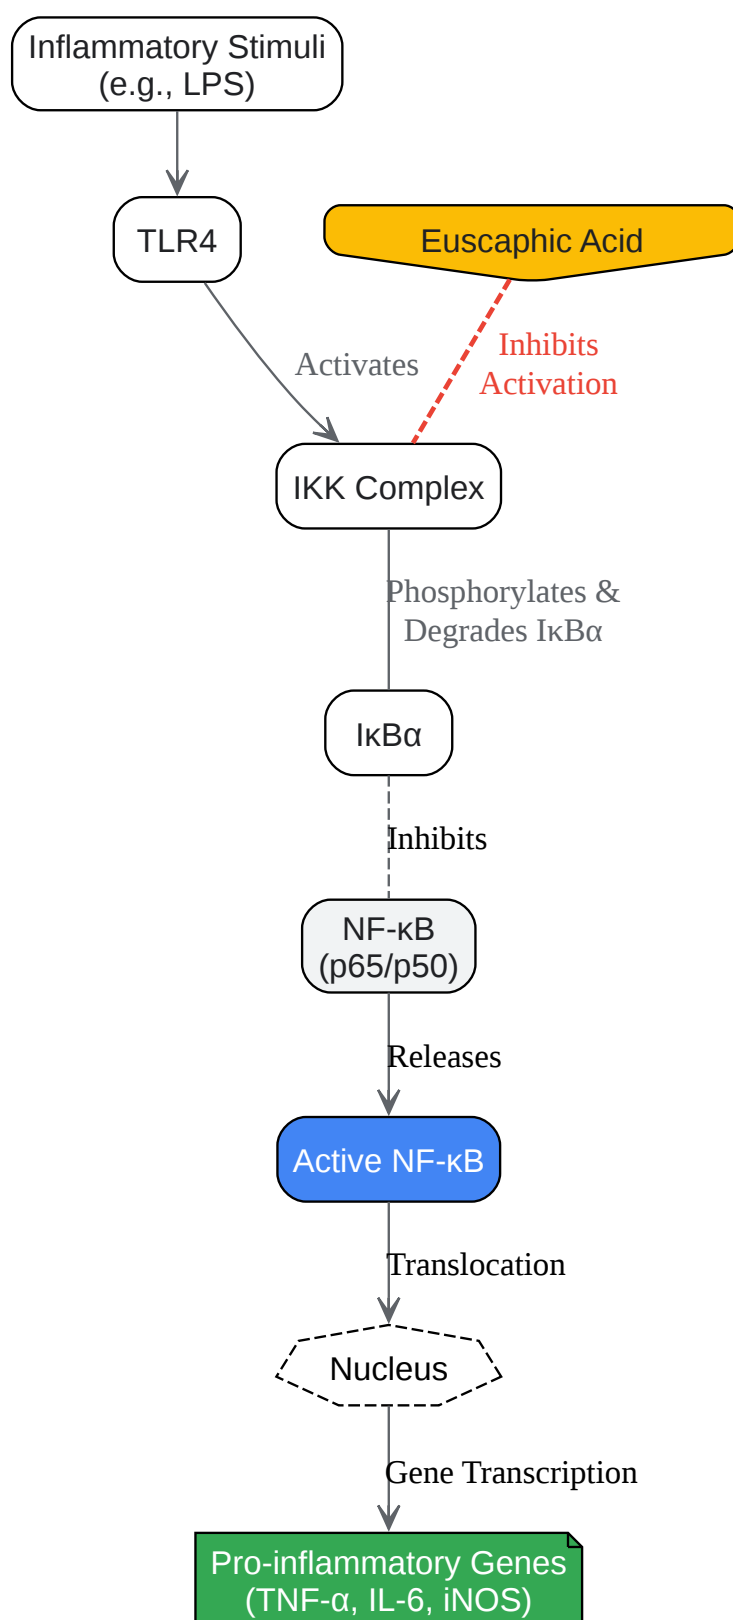 Inflammatory Stimuli
(e.g., LPS)
TLR4
Euscaphic Acid
Activates
Inhibits
Activation
IKK Complex
Phosphorylates &
Degrades IκBα
IκBα
Inhibits
NF-κB
(p65/p50)
Releases
Active NF-κB
Translocation
Nucleus
Gene Transcription
Pro-inflammatory Genes
(TNF-α, IL-6, iNOS)